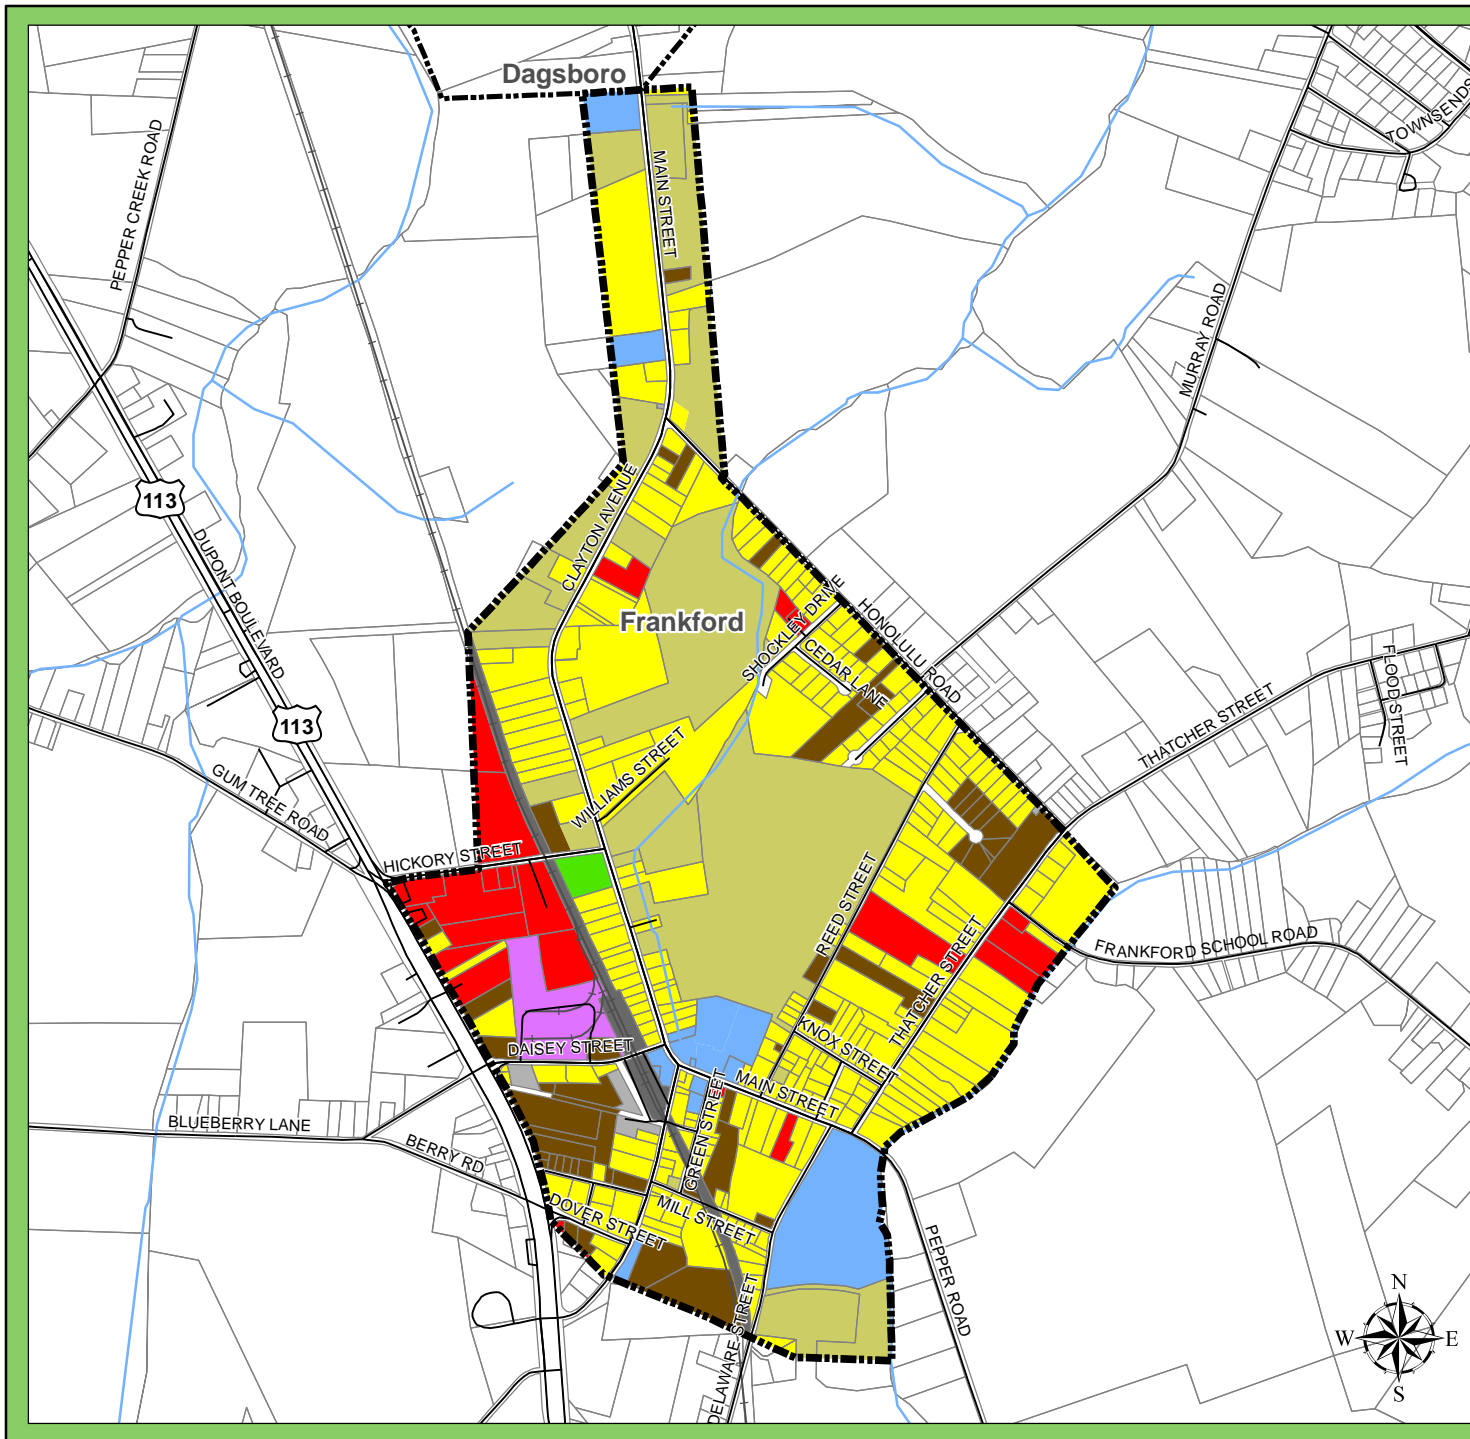 Dagsboro
TOWNSENDS
PEPPER CREEK ROAD
MAIN STREET
MURRAY ROAD
113
CLAYTON AVENUE
DUPONT BOULEVARD
Frankford
SHOCKLEY DRIVE
HONOLULU ROAD
CEDAR LANE
FLOOD STREET
THATCHER STREET
113
WILLIAMS STREET
GUM TREE ROAD
HICKORY STREET
REED STREET
FRANKFORD SCHOOL ROAD
THATCHER STREET
DAISEY STREET
KNOX STREET
MAIN STREET
GREEN STREET
BLUEBERRY LANE
BERRY RD
DOVER STREET
MILL STREET
PEPPER ROAD
DELAWARE STREET
N
W
E
S